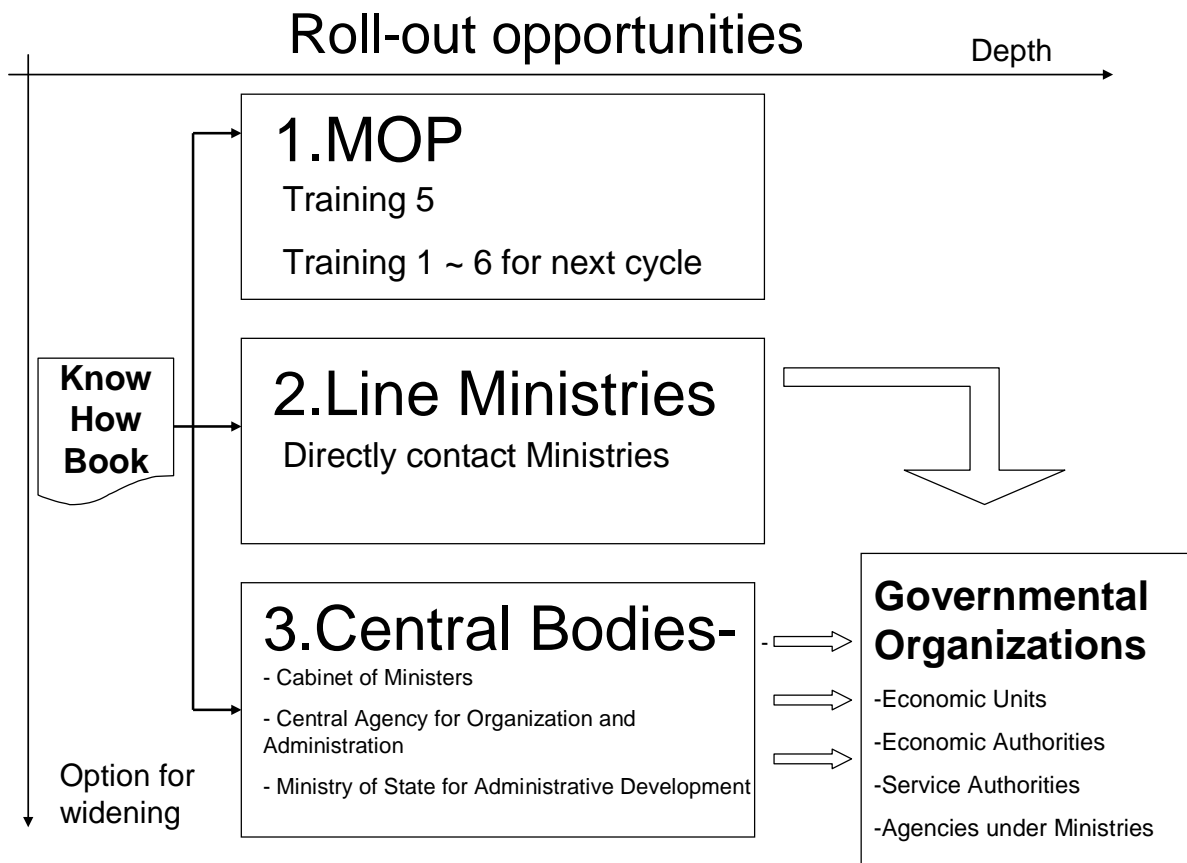 Roll-out opportunities
Depth
1.MOP
Training 5
Training 1 ~ 6 for next cycle
Know
How
Book
2.Line Ministries
Directly contact Ministries
3.Central Bodies-
- Cabinet of Ministers
- Central Agency for Organization and
Administration
- Ministry of State for Administrative Development
-
Governmental
Organizations
-Economic Units
-Economic Authorities
-Service Authorities
-Agencies under Ministries
Option for
widening